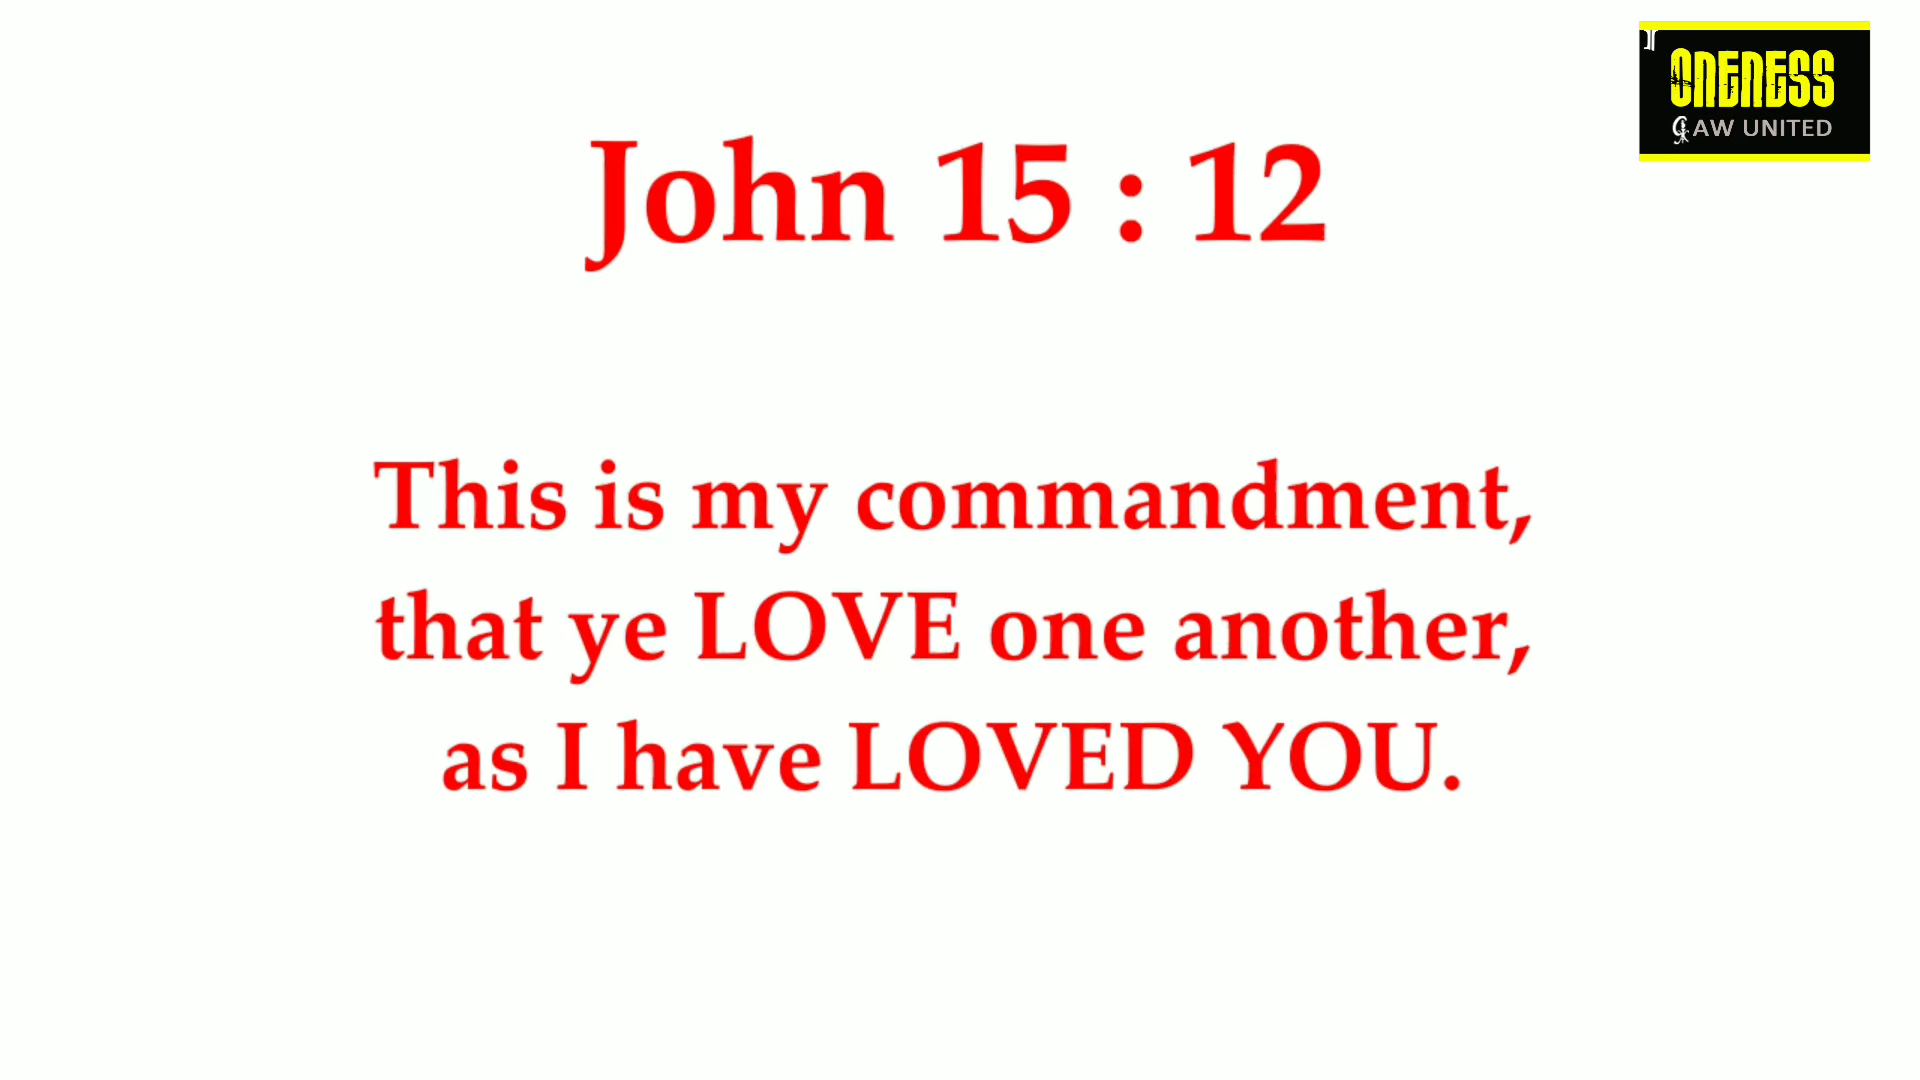 John 15 : 12
This is my commandment,
that ye LOVE one another,
as I have LOVED YOU.
ONENESS
AW UNITED